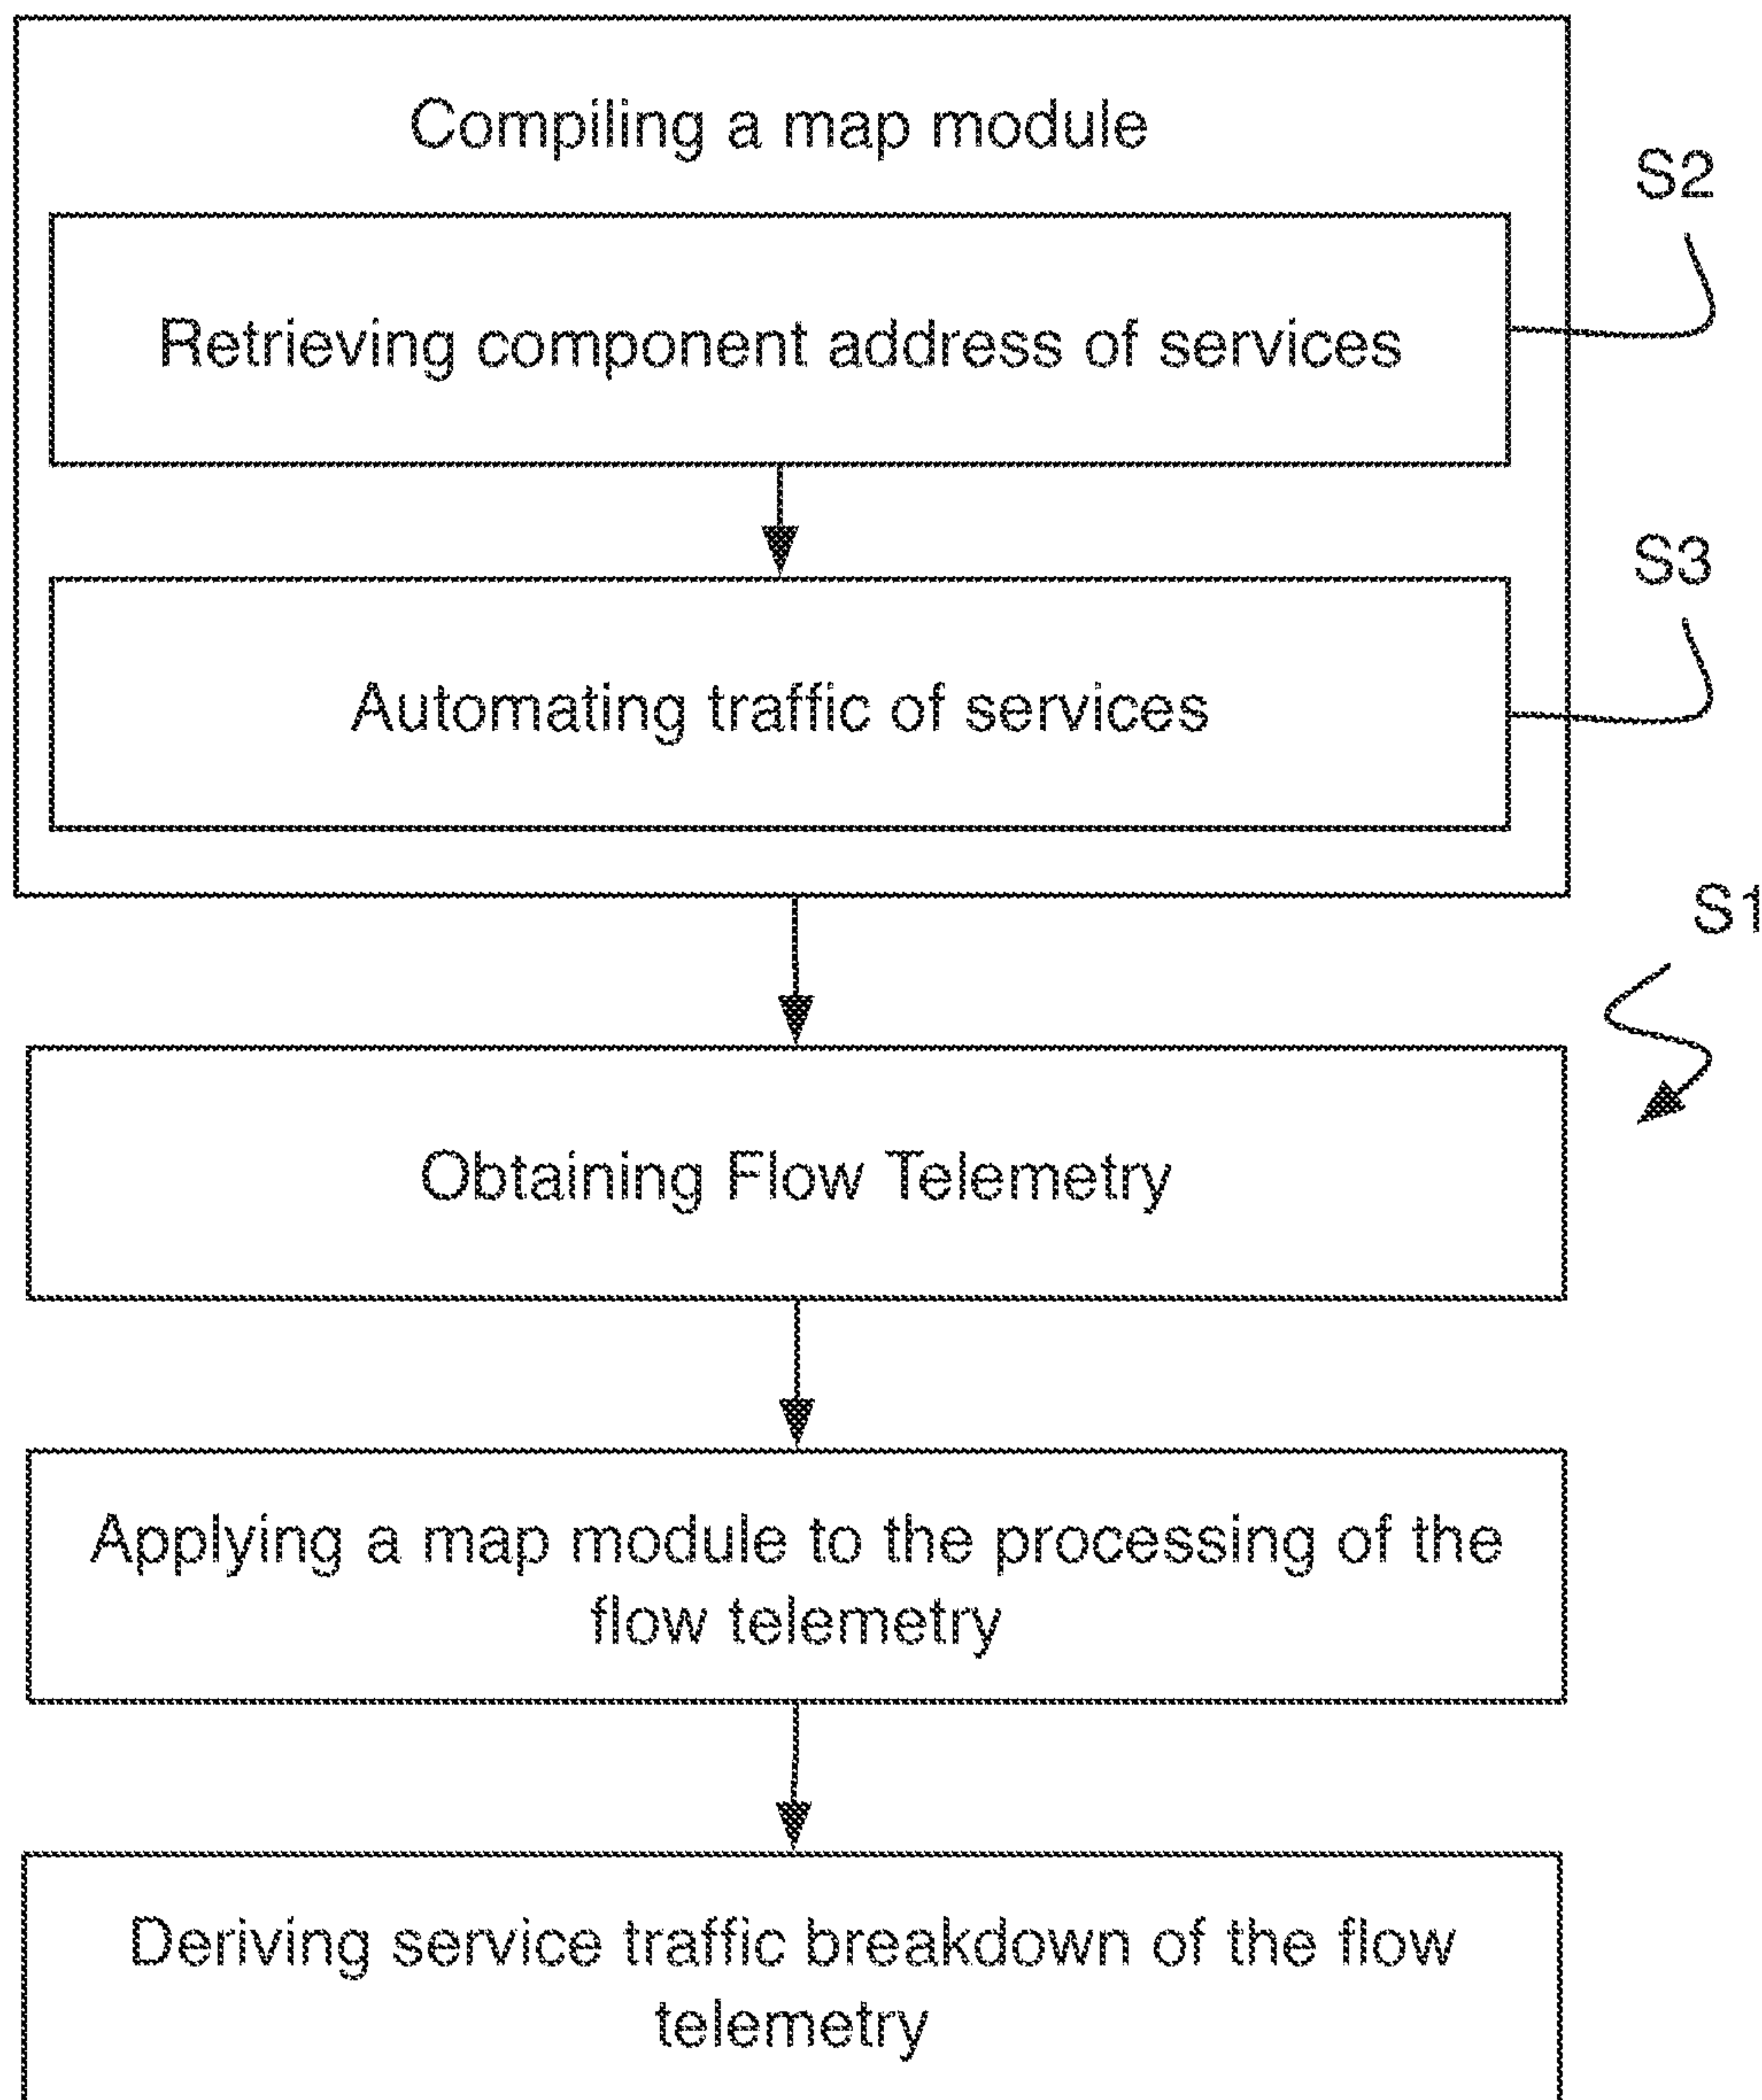 Compiling a map module
S2
Retrieving component address of services
S3
Automating traffic of services
S1
Obtaining Flow Telemetry
Applying a map module to the processing of the
flow telemetry
Deriving service traffic breakdown of the flow
telemetry